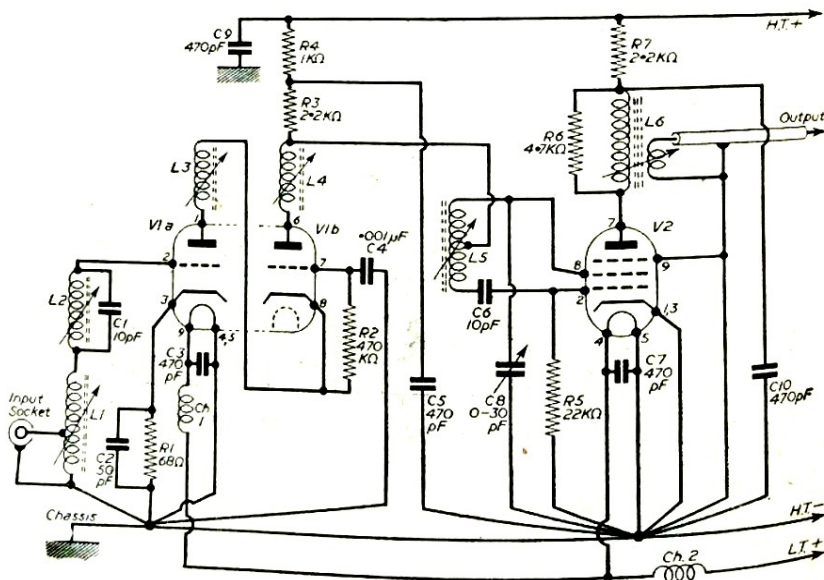 C9
470pF
R4
1KΩ
R7
2•2KΩ
H.T.+
R3
2•2KΩ
L6
Output
R6
4•7KΩ
L3
L4
V1a
1
6
V1b
•001µF
C4
7
V2
2
7
L5
8
9
2
L2
3
8
C6
10pF
1,3
C1
10pF
9
4,5
R2
470
KΩ
4
5
C3
470
pF
C7
470
pF
Input
Socket
L1
Ch
1
C5
470
pF
C8
0-30
pF
R5
22KΩ
C10
470pF
C2
50
pF
R1
68Ω
Chassis
H.T.-
L.T.+
Ch.2